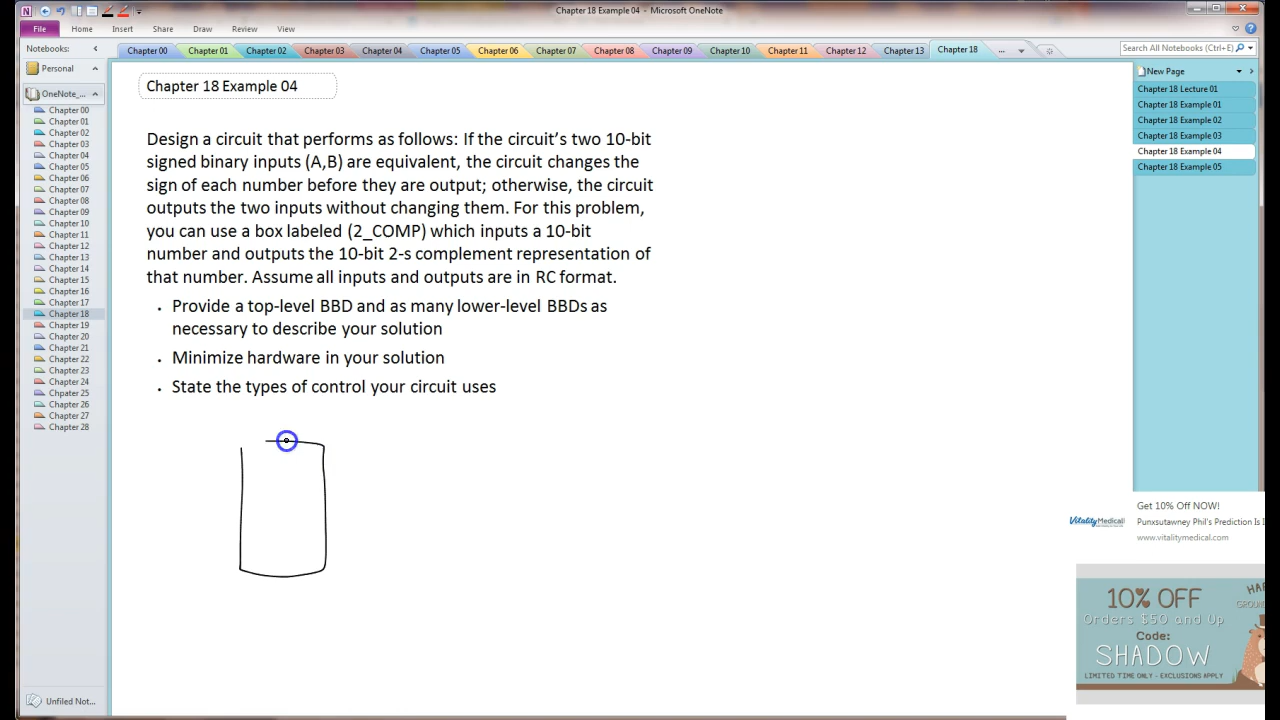 Chapter 18 Example 04 - Microsoft OneNote
File Home Insert Share Draw Review View
Notebooks: Chapter 00 Chapter 01 Chapter 02 Chapter 03 Chapter 04 Chapter 05 Chapter 06 Chapter 07 Chapter 08 Chapter 09 Chapter 10 Chapter 11 Chapter 12 Chapter 13 Chapter 18 ... Search All Notebooks (Ctrl+E)
Personal
OneNote_...
Chapter 00
Chapter 01
Chapter 02
Chapter 03
Chapter 04
Chapter 05
Chapter 06
Chapter 07
Chapter 08
Chapter 09
Chapter 10
Chapter 11
Chapter 12
Chapter 13
Chapter 14
Chapter 15
Chapter 16
Chapter 17
Chapter 18
Chapter 19
Chapter 20
Chapter 21
Chapter 22
Chapter 23
Chapter 24
Chpater 25
Chapter 26
Chapter 27
Chapter 28
Unfiled Not...
Chapter 18 Example 04
Design a circuit that performs as follows: If the circuit's two 10-bit
signed binary inputs (A,B) are equivalent, the circuit changes the
sign of each number before they are output; otherwise, the circuit
outputs the two inputs without changing them. For this problem,
you can use a box labeled (2_COMP) which inputs a 10-bit
number and outputs the 10-bit 2-s complement representation of
that number. Assume all inputs and outputs are in RC format.
• Provide a top-level BBD and as many lower-level BBDs as
necessary to describe your solution
• Minimize hardware in your solution
• State the types of control your circuit uses
New Page
Chapter 18 Lecture 01
Chapter 18 Example 01
Chapter 18 Example 02
Chapter 18 Example 03
Chapter 18 Example 04
Chapter 18 Example 05
Get 10% Off NOW!
VitalityMedical
Punxsutawney Phil's Prediction Is
www.vitalitymedical.com
10% OFF
Orders $50 and Up
Code:
SHADOW
LIMITED TIME ONLY - EXCLUSIONS APPLY